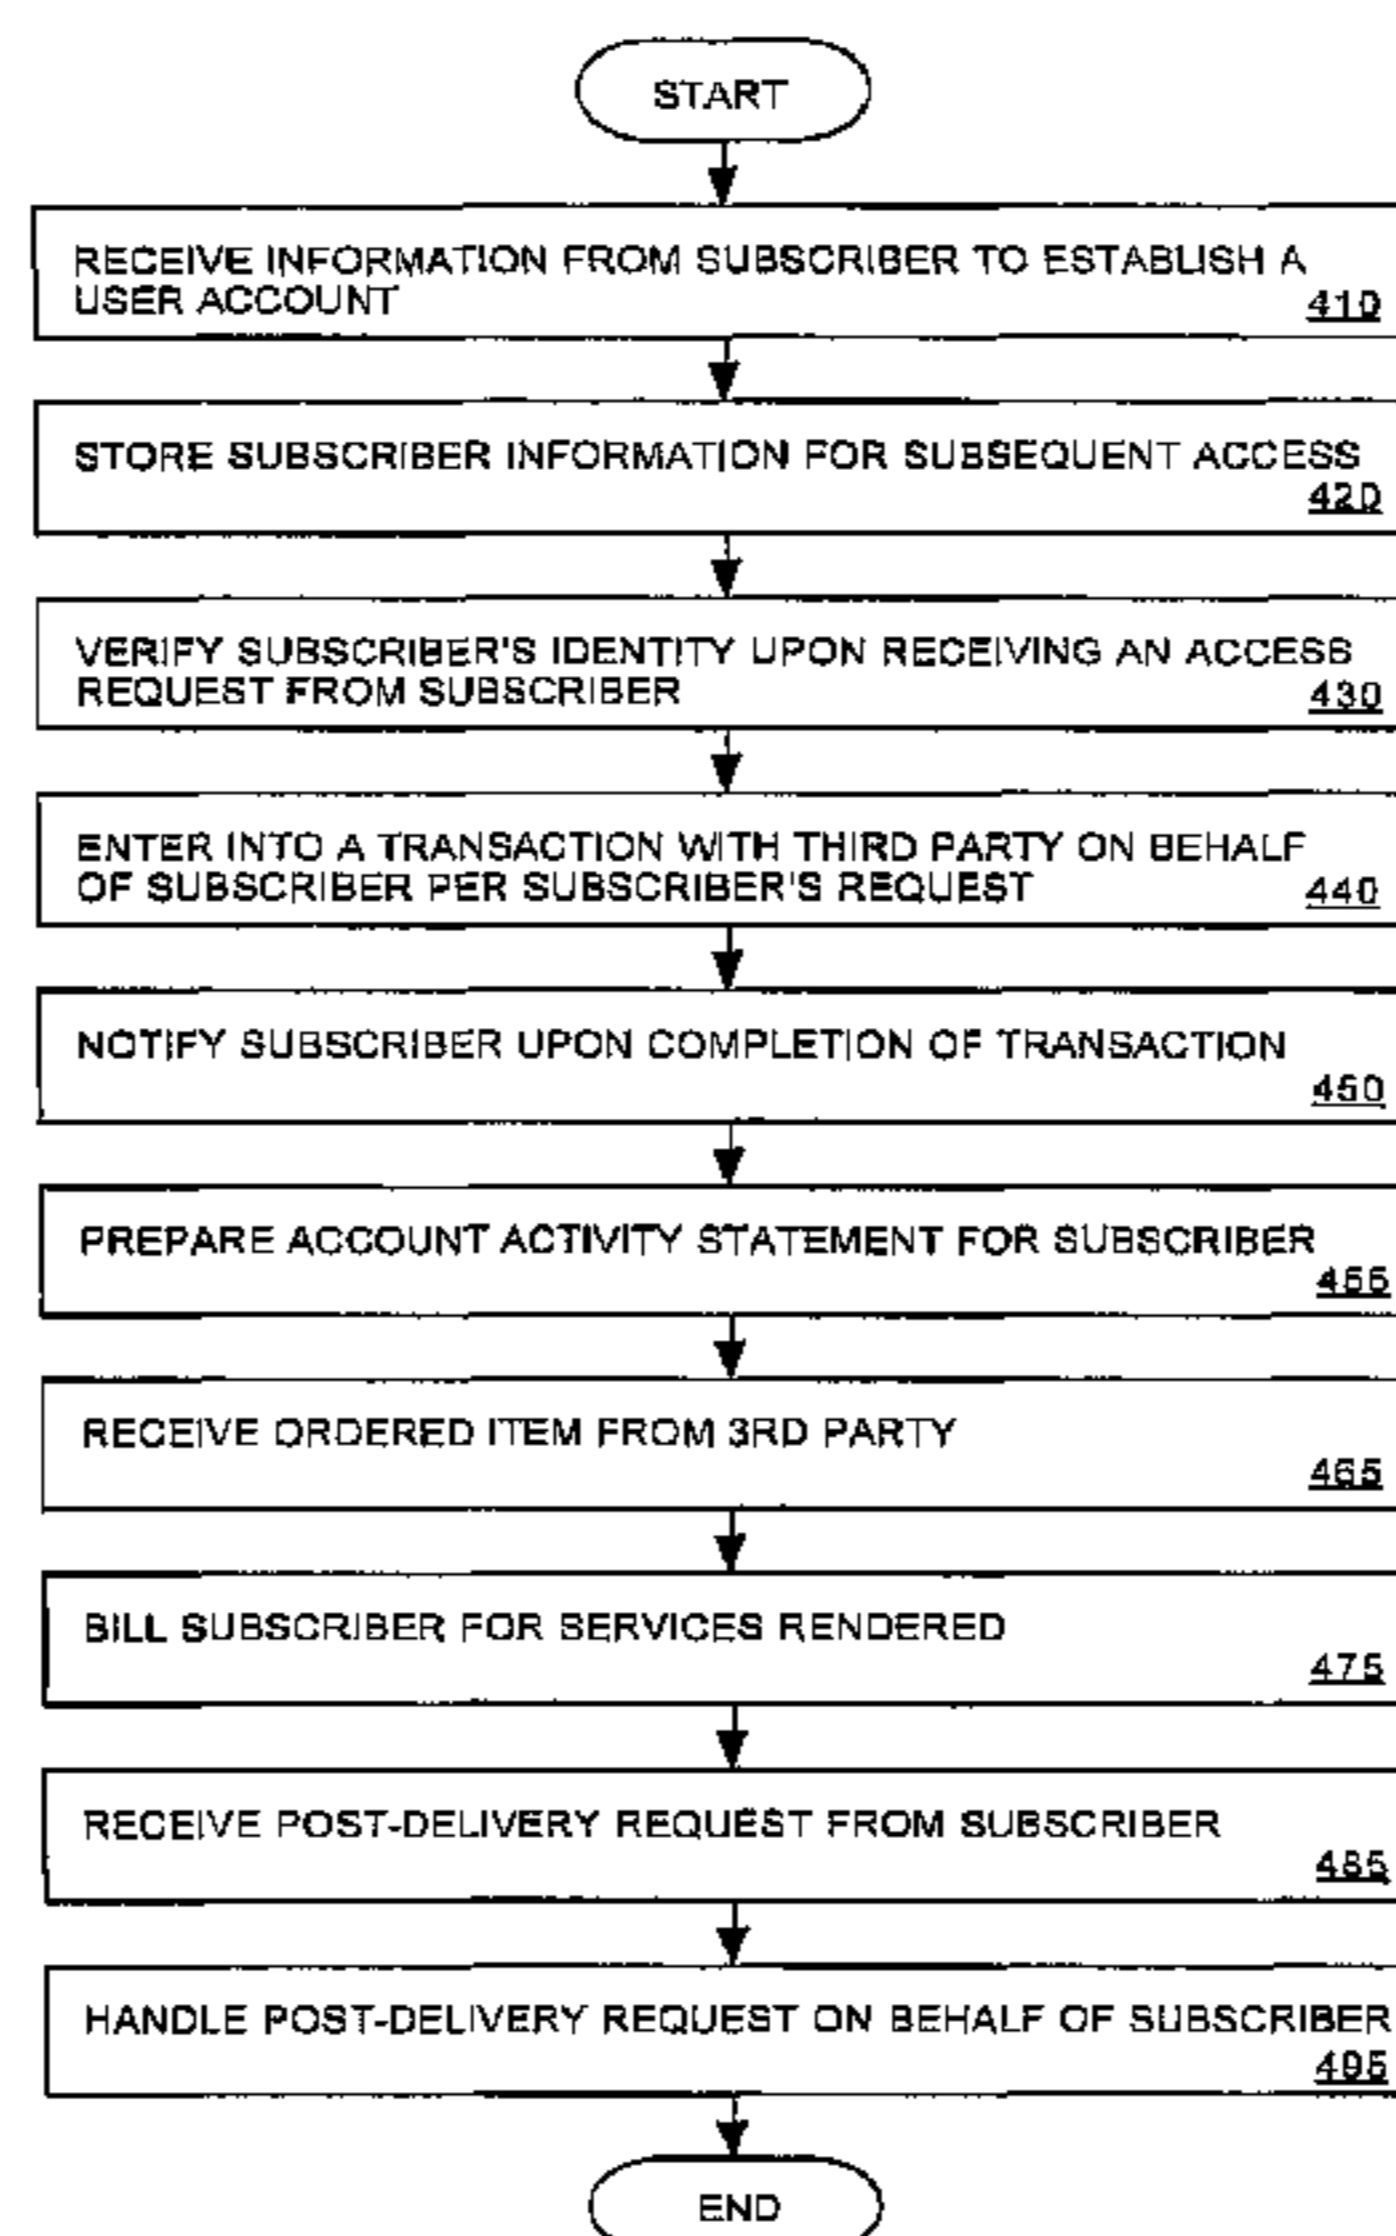 START
RECEIVE INFORMATION FROM SUBSCRIBER TO ESTABLISH A
USER ACCOUNT
410
STORE SUBSCRIBER INFORMATION FOR SUBSEQUENT ACCESS
420
VERIFY SUBSCRIBER'S IDENTITY UPON RECEIVING AN ACCESS
REQUEST FROM SUBSCRIBER
430
ENTER INTO A TRANSACTION WITH THIRD PARTY ON BEHALF
OF SUBSCRIBER PER SUBSCRIBER'S REQUEST
440
NOTIFY SUBSCRIBER UPON COMPLETION OF TRANSACTION
450
PREPARE ACCOUNT ACTIVITY STATEMENT FOR SUBSCRIBER
455
RECEIVE ORDERED ITEM FROM 3RD PARTY
465
BILL SUBSCRIBER FOR SERVICES RENDERED
475
RECEIVE POST-DELIVERY REQUEST FROM SUBSCRIBER
485
HANDLE POST-DELIVERY REQUEST ON BEHALF OF SUBSCRIBER
495
END